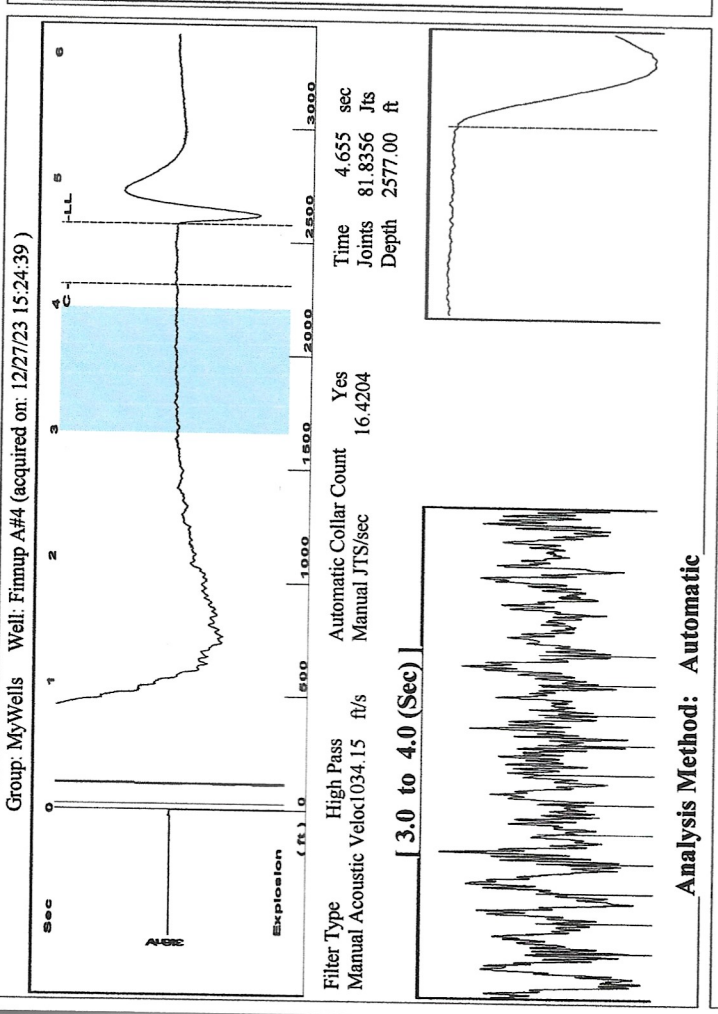 Group: MyWells Well: Finnup A#4 (acquired on: 12/27/23 15:24:39 )
Sec 0 1 2 3 4 5 6
C
LL
Explosion
( ft ) 0 500 1000 1500 2000 2500 3000
Filter Type High Pass Automatic Collar Count Yes Time 4.655 sec
Manual Acoustic Veloc1034.15 ft/s Manual JTS/sec 16.4204 Joints 81.8356 Jts
Depth 2577.00 ft
[ 3.0 to 4.0 (Sec) ]
Analysis Method: Automatic